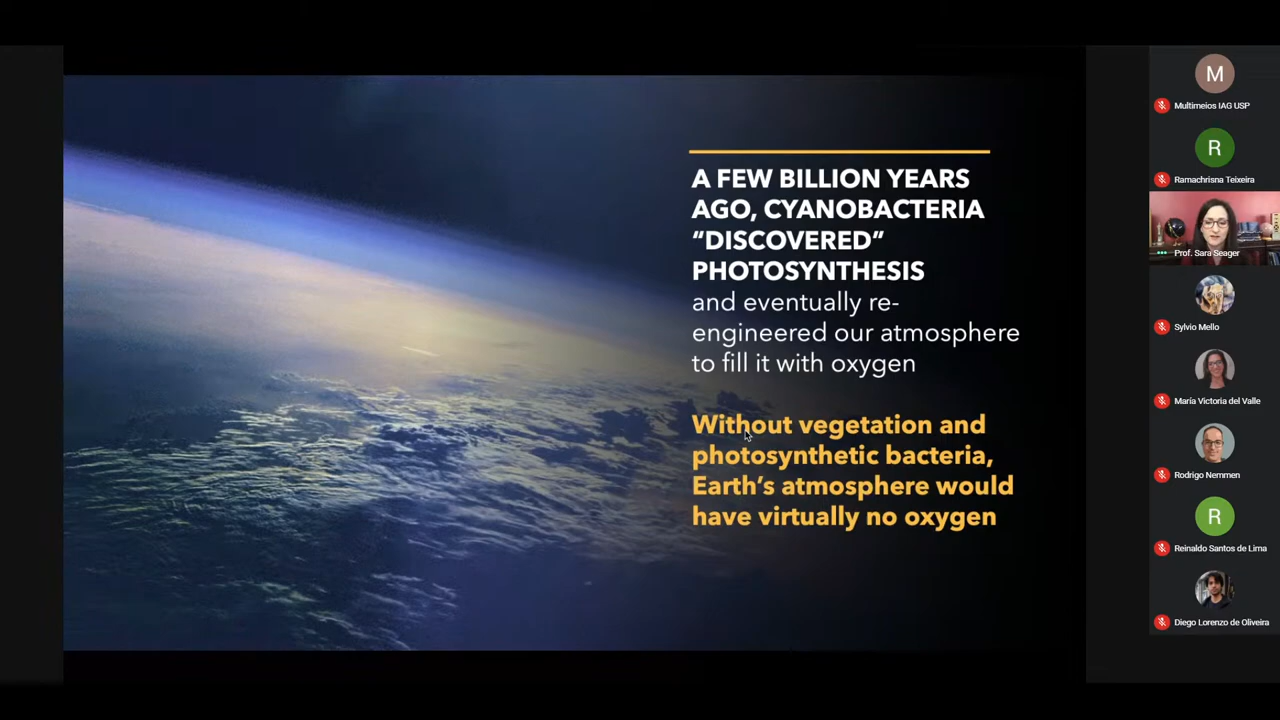 A FEW BILLION YEARS
AGO, CYANOBACTERIA
“DISCOVERED”
PHOTOSYNTHESIS
and eventually re-
engineered our atmosphere
to fill it with oxygen
Without vegetation and
photosynthetic bacteria,
Earth’s atmosphere would
have virtually no oxygen
M
Multimeios IAG USP
R
Ramachrisna Teixeira
Prof. Sara Seager
Sylvio Mello
María Victoria del Valle
Rodrigo Nemmen
R
Reinaldo Santos de Lima
Diego Lorenzo de Oliveira